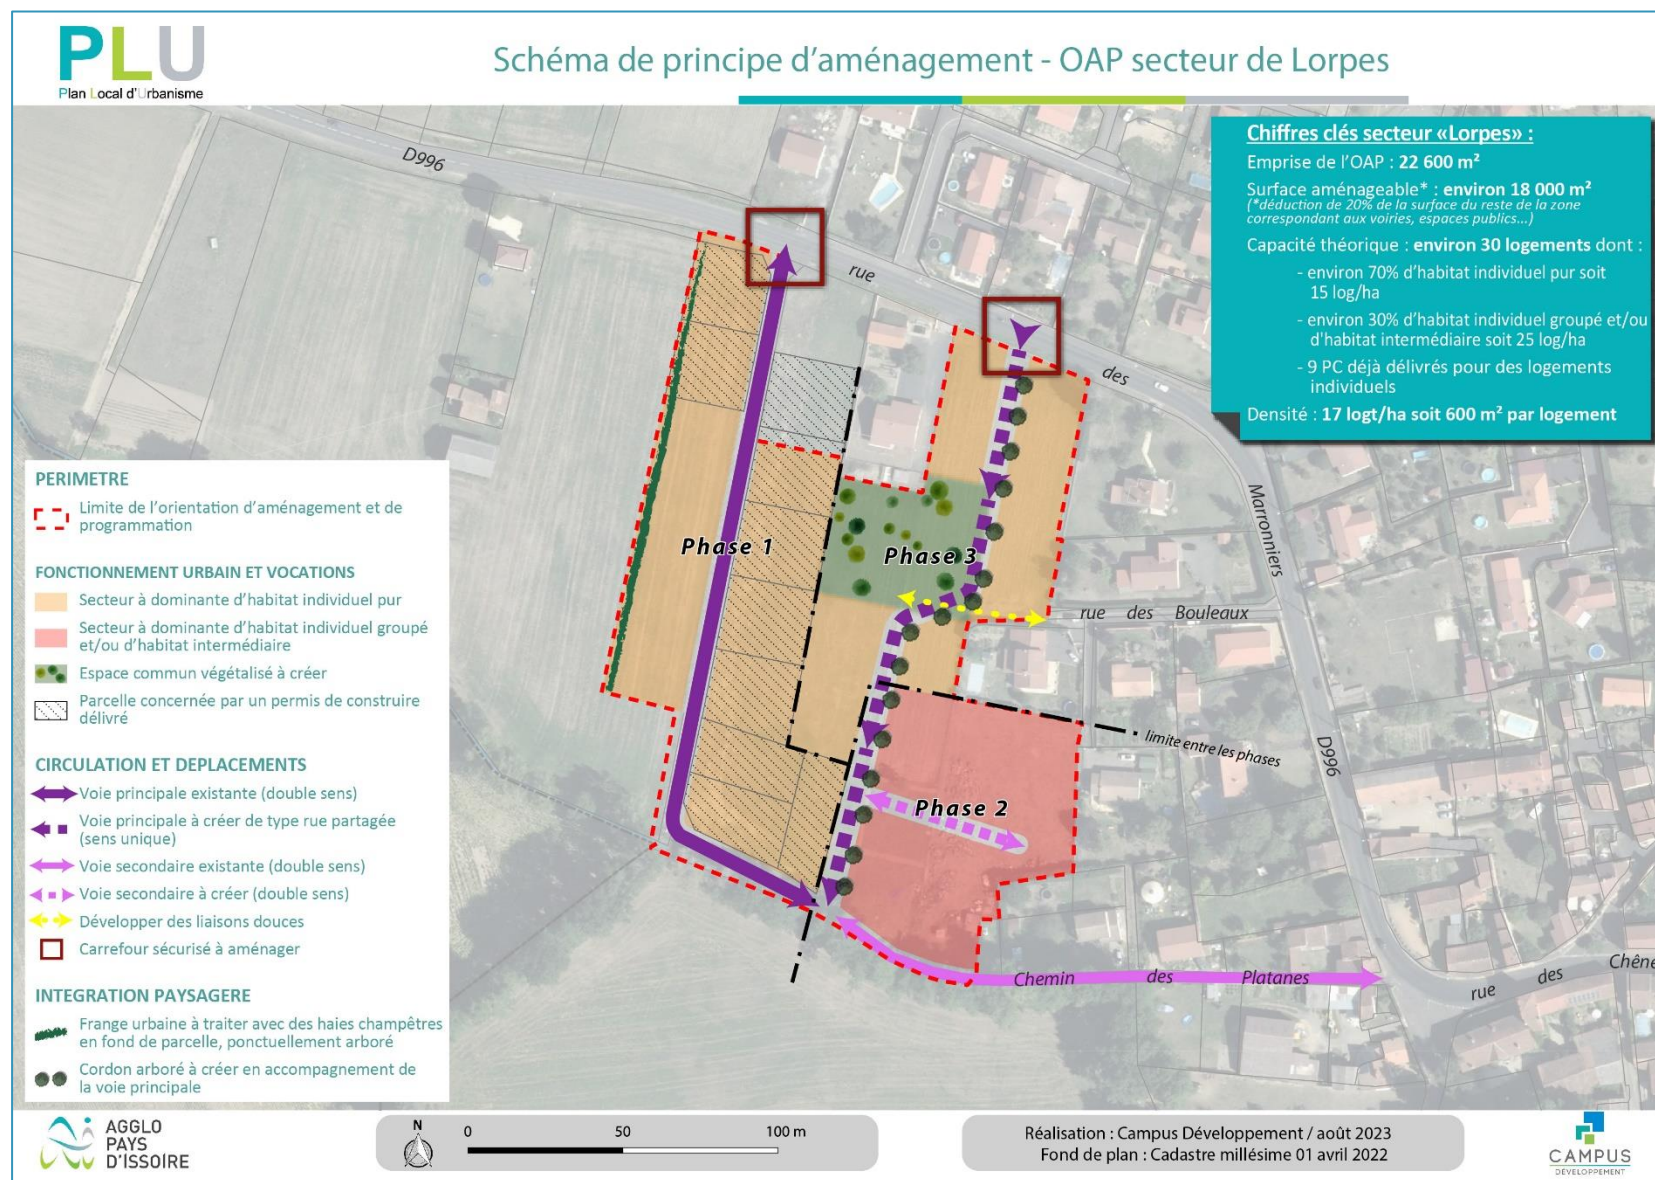 PLU
Plan Local d'Urbanisme
Schéma de principe d'aménagement - OAP secteur de Lorpes
Chiffres clés secteur «Lorpes» :
Emprise de l'OAP : 22 600 m²
Surface aménageable* : environ 18 000 m²
(*déduction de 20% de la surface du reste de la zone
correspondant aux voiries, espaces publics...)
Capacité théorique : environ 30 logements dont :
- environ 70% d'habitat individuel pur soit
15 log/ha
- environ 30% d'habitat individuel groupé et/ou
d'habitat intermédiaire soit 25 log/ha
- 9 PC déjà délivrés pour des logements
individuels
Densité : 17 logt/ha soit 600 m² par logement
D996
rue
des
Marronniers
D996
Phase 1
Phase 3
rue des Bouleaux
limite entre les phases
Phase 2
Chemin des Platanes
rue des Chêne
PERIMETRE
Limite de l'orientation d'aménagement et de
programmation
FONCTIONNEMENT URBAIN ET VOCATIONS
Secteur à dominante d'habitat individuel pur
Secteur à dominante d'habitat individuel groupé
et/ou d'habitat intermédiaire
Espace commun végétalisé à créer
Parcelle concernée par un permis de construire
délivré
CIRCULATION ET DEPLACEMENTS
Voie principale existante (double sens)
Voie principale à créer de type rue partagée
(sens unique)
Voie secondaire existante (double sens)
Voie secondaire à créer (double sens)
Développer des liaisons douces
Carrefour sécurisé à aménager
INTEGRATION PAYSAGERE
Frange urbaine à traiter avec des haies champêtres
en fond de parcelle, ponctuellement arboré
Cordon arboré à créer en accompagnement de
la voie principale
AGGLO
PAYS
D'ISSOIRE
N
0 50 100 m
Réalisation : Campus Développement / août 2023
Fond de plan : Cadastre millésime 01 avril 2022
CAMPUS
DÉVELOPPEMENT